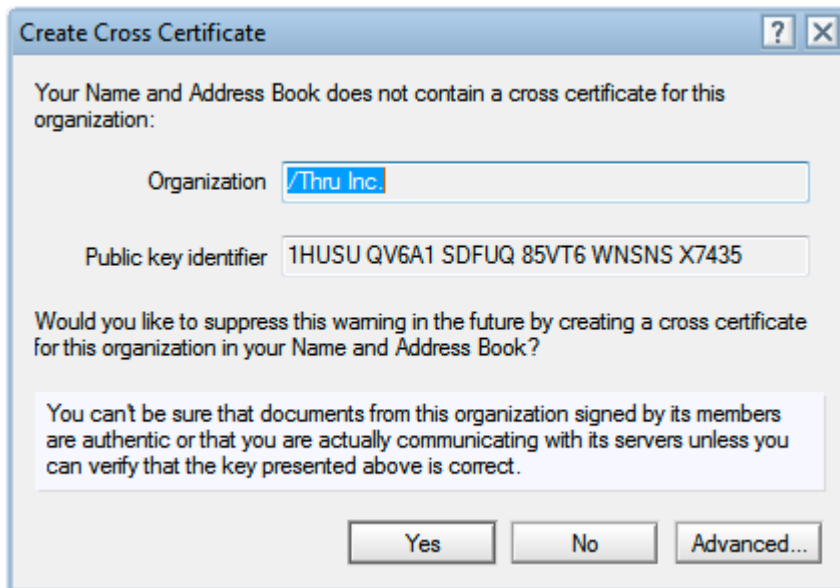 Create Cross Certificate
Your Name and Address Book does not contain a cross certificate for this
organization:
Organization /Thru Inc.
Public key identifier 1HUSU QV6A1 SDFUQ 85VT6 WNSNS X7435
Would you like to suppress this warning in the future by creating a cross certificate
for this organization in your Name and Address Book?
You can't be sure that documents from this organization signed by its members
are authentic or that you are actually communicating with its servers unless you
can verify that the key presented above is correct.
Yes No Advanced...